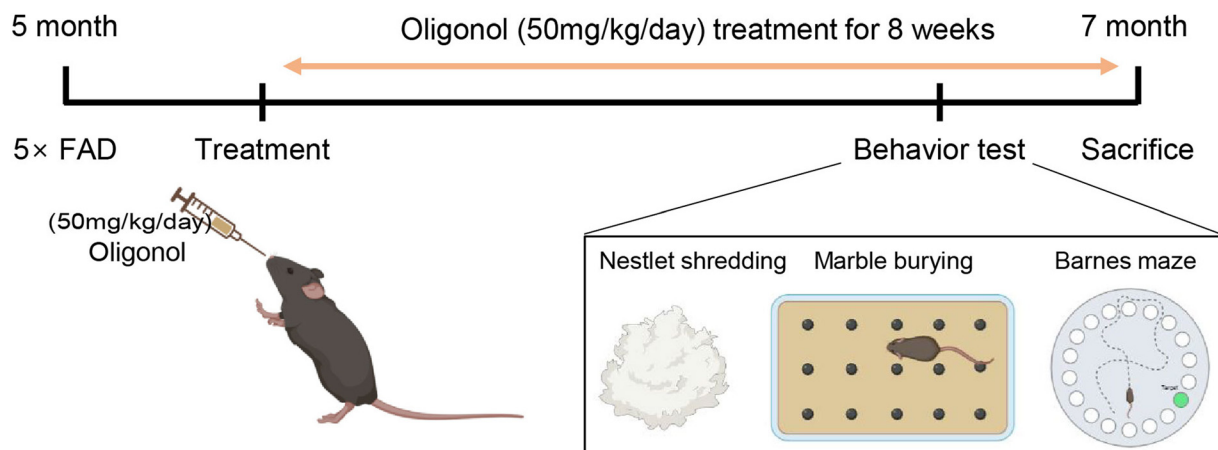 5 month
Oligonol (50mg/kg/day) treatment for 8 weeks
7 month
5× FAD
Treatment
Behavior test
Sacrifice
(50mg/kg/day)
Oligonol
Nestlet shredding
Marble burying
Barnes maze
Target